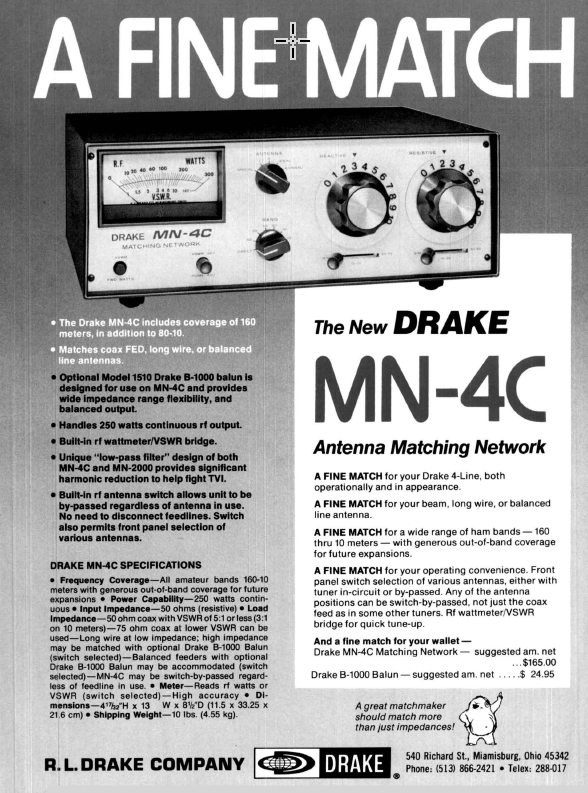 A FINE MATCH
R.F. WATTS
V.S.W.R.
DRAKE MN-4C
MATCHING NETWORK
ANTENNA
REACTIVE
RESISTIVE
BAND
• The Drake MN-4C includes coverage of 160
meters, in addition to 80-10.
• Matches coax FED, long wire, or balanced
line antennas.
• Optional Model 1510 Drake B-1000 balun is
designed for use on MN-4C and provides
wide impedance range flexibility, and
balanced output.
• Handles 250 watts continuous rf output.
• Built-in rf wattmeter/VSWR bridge.
• Unique "low-pass filter" design of both
MN-4C and MN-2000 provides significant
harmonic reduction to help fight TVI.
• Built-in rf antenna switch allows unit to be
by-passed regardless of antenna in use.
No need to disconnect feedlines. Switch
also permits front panel selection of
various antennas.
DRAKE MN-4C SPECIFICATIONS
• Frequency Coverage—All amateur bands 160-10
meters with generous out-of-band coverage for future
expansions • Power Capability—250 watts contin-
uous • Input Impedance—50 ohms (resistive) • Load
Impedance—50 ohm coax with VSWR of 5:1 or less (3:1
on 10 meters)—75 ohm coax at lower VSWR can be
used—Long wire at low impedance; high impedance
may be matched with optional Drake B-1000 Balun
(switch selected)—Balanced feeders with optional
Drake B-1000 Balun may be accommodated (switch
selected)—MN-4C may be switch-by-passed regard-
less of feedline in use. • Meter—Reads rf watts or
VSWR (switch selected)—High accuracy • Di-
mensions—4 17/32"H x 13 W x 8½"D (11.5 x 33.25 x
21.6 cm) • Shipping Weight—10 lbs. (4.55 kg).
The New DRAKE
MN-4C
Antenna Matching Network
A FINE MATCH for your Drake 4-Line, both
operationally and in appearance.
A FINE MATCH for your beam, long wire, or balanced
line antenna.
A FINE MATCH for a wide range of ham bands — 160
thru 10 meters — with generous out-of-band coverage
for future expansions.
A FINE MATCH for your operating convenience. Front
panel switch selection of various antennas, either with
tuner in-circuit or by-passed. Any of the antenna
positions can be switch-by-passed, not just the coax
feed as in some other tuners. Rf wattmeter/VSWR
bridge for quick tune-up.
And a fine match for your wallet —
Drake MN-4C Matching Network — suggested am. net
...$165.00
Drake B-1000 Balun — suggested am. net .....$ 24.95
A great matchmaker
should match more
than just impedances!
R. L. DRAKE COMPANY
DRAKE
DRAKE ®
540 Richard St., Miamisburg, Ohio 45342
Phone: (513) 866-2421 • Telex: 288-017